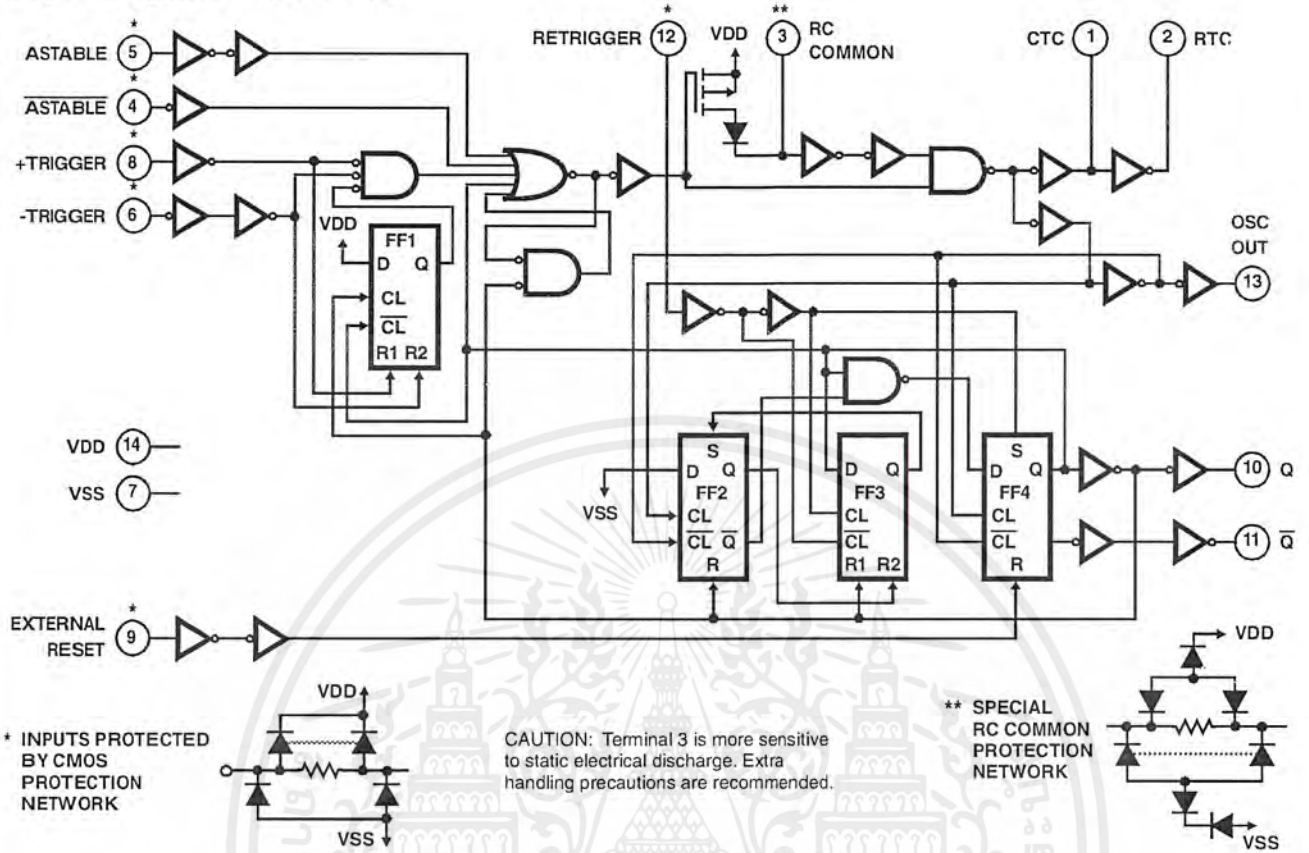 *
5
ASTABLE
*
4
ASTABLE
*
8
+TRIGGER
*
6
-TRIGGER
*
RETRIGGER 12
**
3 RC
COMMON
VDD
CTC 1
2 RTC
OSC
OUT
13
VDD
FF1
D Q
CL
CL
R1 R2
VDD 14
VSS 7
S
D Q
FF2
CL
CL Q
R
VSS
D Q
FF3
CL
CL
R1 R2
S
D Q
FF4
CL
CL
R
10 Q
11 Q
*
EXTERNAL
RESET 9
* INPUTS PROTECTED
BY CMOS
PROTECTION
NETWORK
VDD
VSS
CAUTION: Terminal 3 is more sensitive
to static electrical discharge. Extra
handling precautions are recommended.
** SPECIAL
RC COMMON
PROTECTION
NETWORK
VDD
VSS